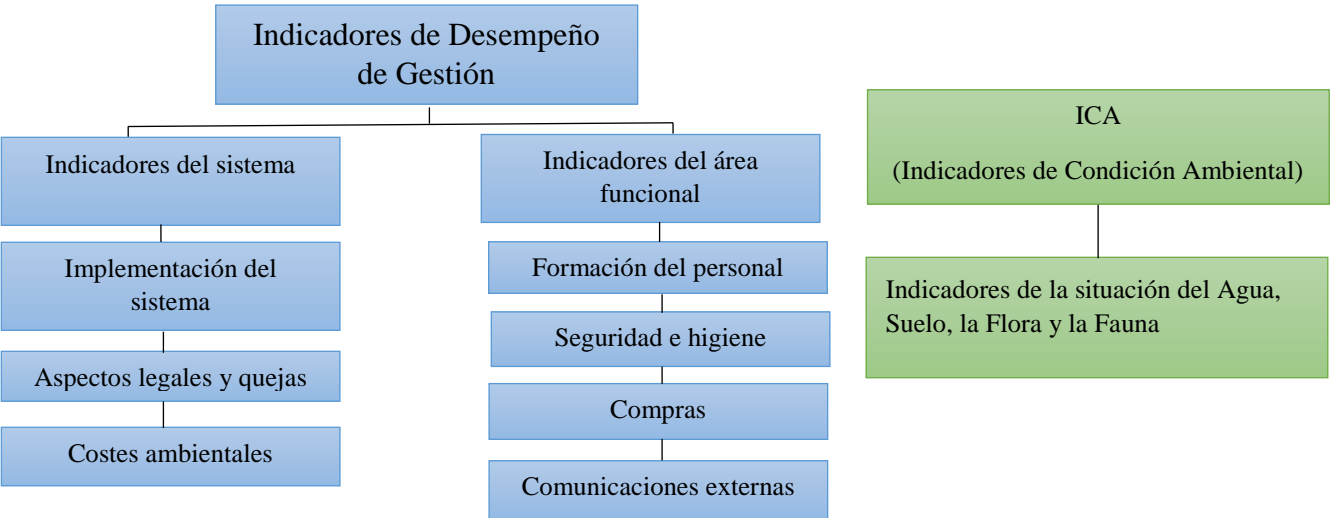 Indicadores de Desempeño
de Gestión
Indicadores del sistema
Implementación del
sistema
Aspectos legales y quejas
Costes ambientales
Indicadores del área
funcional
Formación del personal
Seguridad e higiene
Compras
Comunicaciones externas
ICA
(Indicadores de Condición Ambiental)
Indicadores de la situación del Agua,
Suelo, la Flora y la Fauna